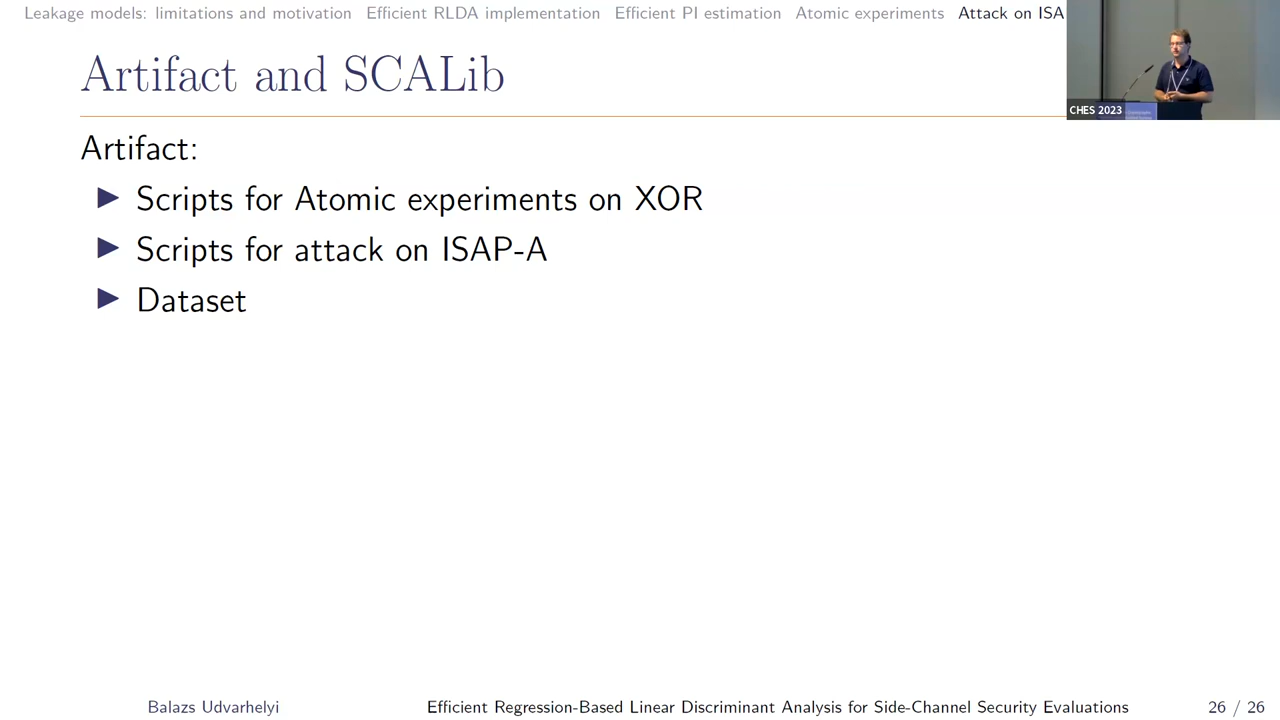 Leakage models: limitations and motivation Efficient RLDA implementation Efficient PI estimation Atomic experiments Attack on ISA
Artifact and SCALib
CHES 2023
Artifact:
▶ Scripts for Atomic experiments on XOR
▶ Scripts for attack on ISAP-A
▶ Dataset
Balazs Udvarhelyi Efficient Regression-Based Linear Discriminant Analysis for Side-Channel Security Evaluations 26 / 26